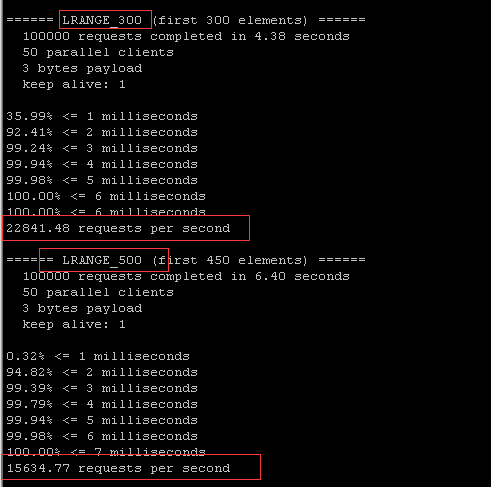 ====== LRANGE_300 (first 300 elements) ======
100000 requests completed in 4.38 seconds
50 parallel clients
3 bytes payload
keep alive: 1
35.99% <= 1 milliseconds
92.41% <= 2 milliseconds
99.24% <= 3 milliseconds
99.94% <= 4 milliseconds
99.98% <= 5 milliseconds
100.00% <= 6 milliseconds
100.00% <= 6 milliseconds
22841.48 requests per second
====== LRANGE_500 (first 450 elements) ======
100000 requests completed in 6.40 seconds
50 parallel clients
3 bytes payload
keep alive: 1
0.32% <= 1 milliseconds
94.82% <= 2 milliseconds
99.39% <= 3 milliseconds
99.79% <= 4 milliseconds
99.94% <= 5 milliseconds
99.98% <= 6 milliseconds
100.00% <= 7 milliseconds
15634.77 requests per second